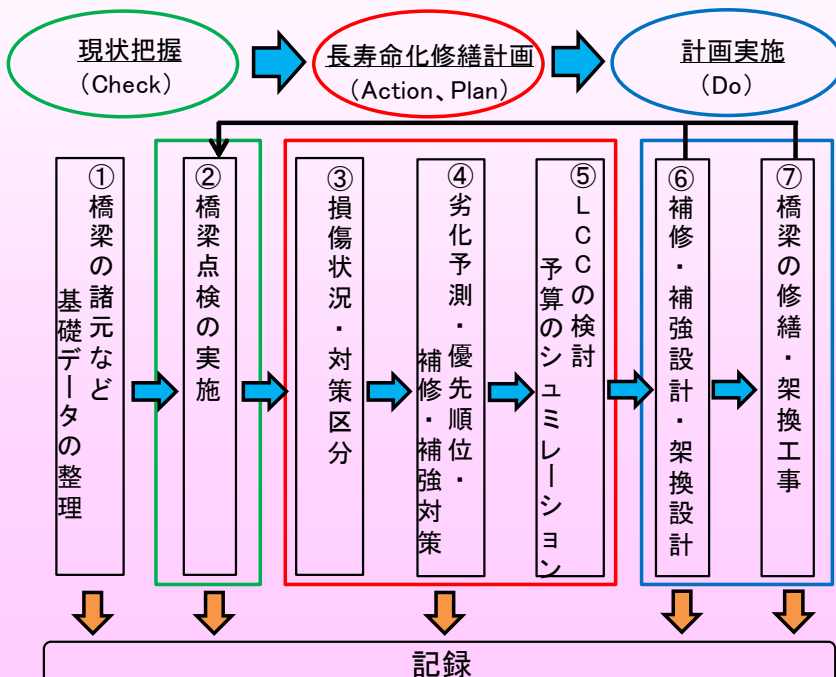 現状把握
（Check）
長寿命化修繕計画
（Action、Plan）
計画実施
（Do）
①橋梁の諸元など
基礎データの整理
②橋梁点検の実施
③損傷状況・対策区分
④劣化予測・優先順位・
補修・補強対策
⑤LCCの検討
予算のシュミレーション
⑥補修・補強設計・架換設計
⑦橋梁の修繕・架換工事
記録